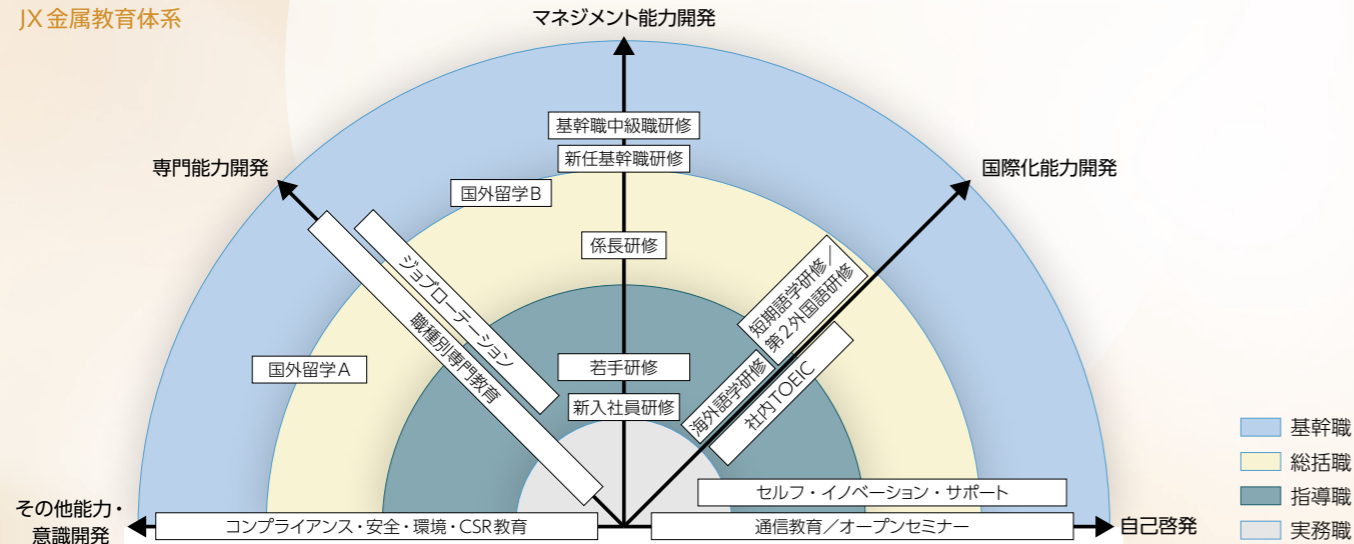 JX金属教育体系
マネジメント能力開発
基幹職中級職研修
新任基幹職研修
専門能力開発
国際化能力開発
国外留学B
係長研修
ジョブローテーション
職種別専門教育
短期語学研修／
第2外国語研修
国外留学A
若手研修
海外語学研修
社内TOEIC
新入社員研修
基幹職
総括職
指導職
実務職
セルフ・イノベーション・サポート
その他能力・
意識開発
コンプライアンス・安全・環境・CSR教育
通信教育／オープンセミナー
自己啓発